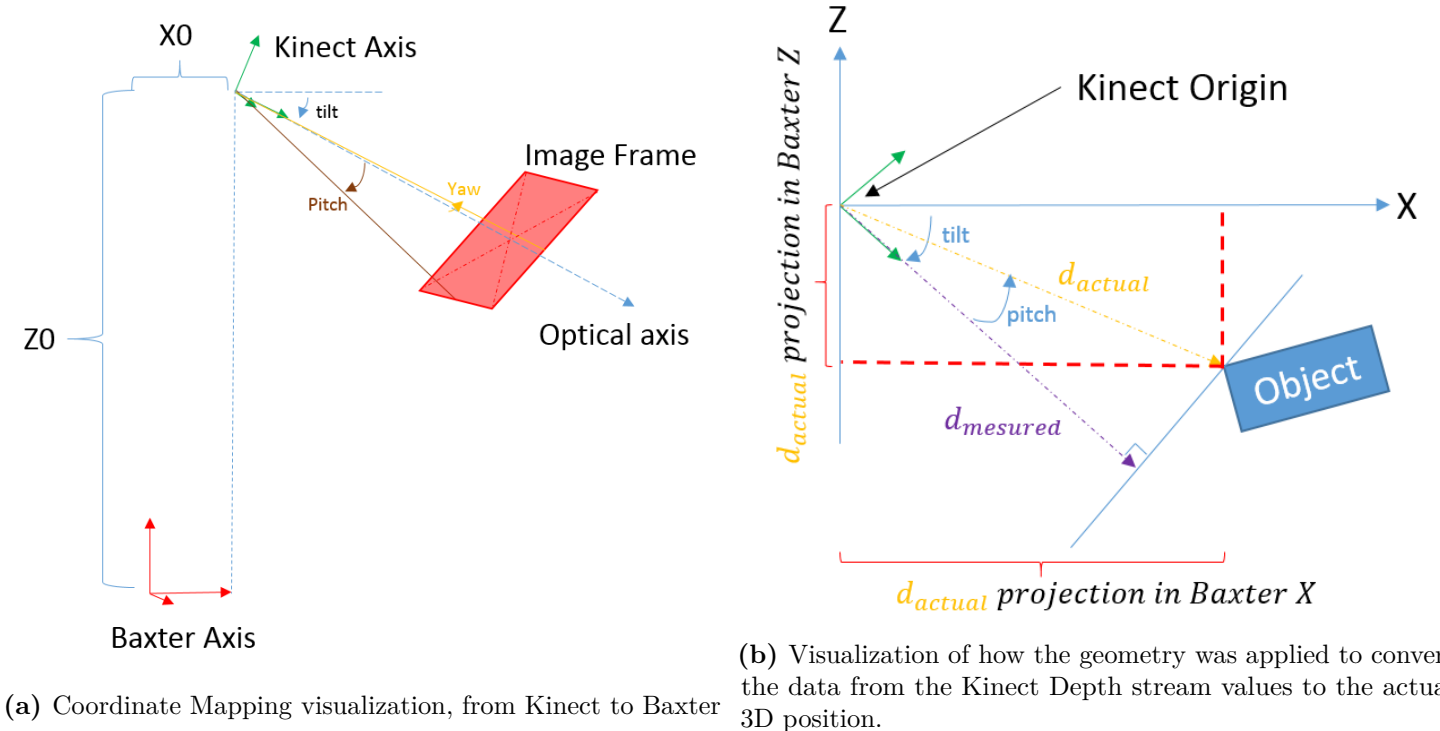 X0
Kinect Axis
tilt
Image Frame
Yaw
Pitch
Optical axis
Z0
Baxter Axis
(a) Coordinate Mapping visualization, from Kinect to Baxter
Z
Kinect Origin
X
d_actual projection in Baxter Z
tilt
d_actual
pitch
Object
d_mesured
d_actual projection in Baxter X
(b) Visualization of how the geometry was applied to conver
the data from the Kinect Depth stream values to the actua
3D position.